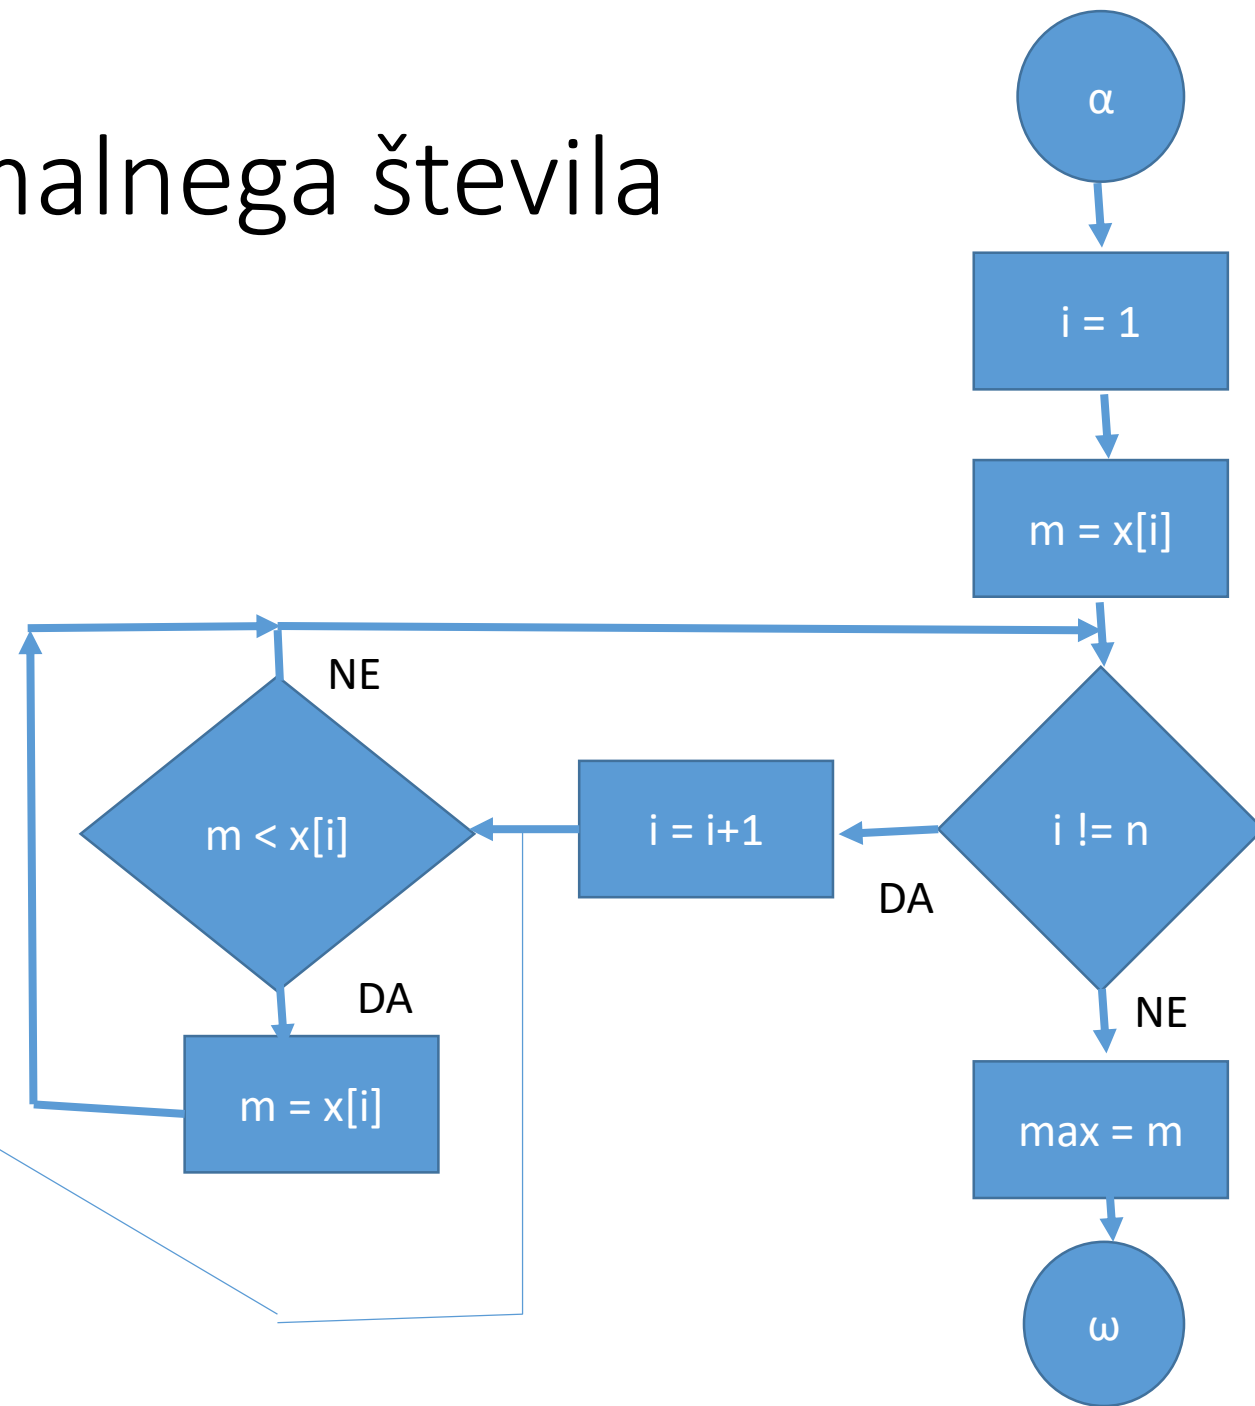 α
nalnega števila
i = 1
m = x[i]
NE
m < x[i]
i = i+1
i != n
DA
DA
NE
m = x[i]
max = m
ω